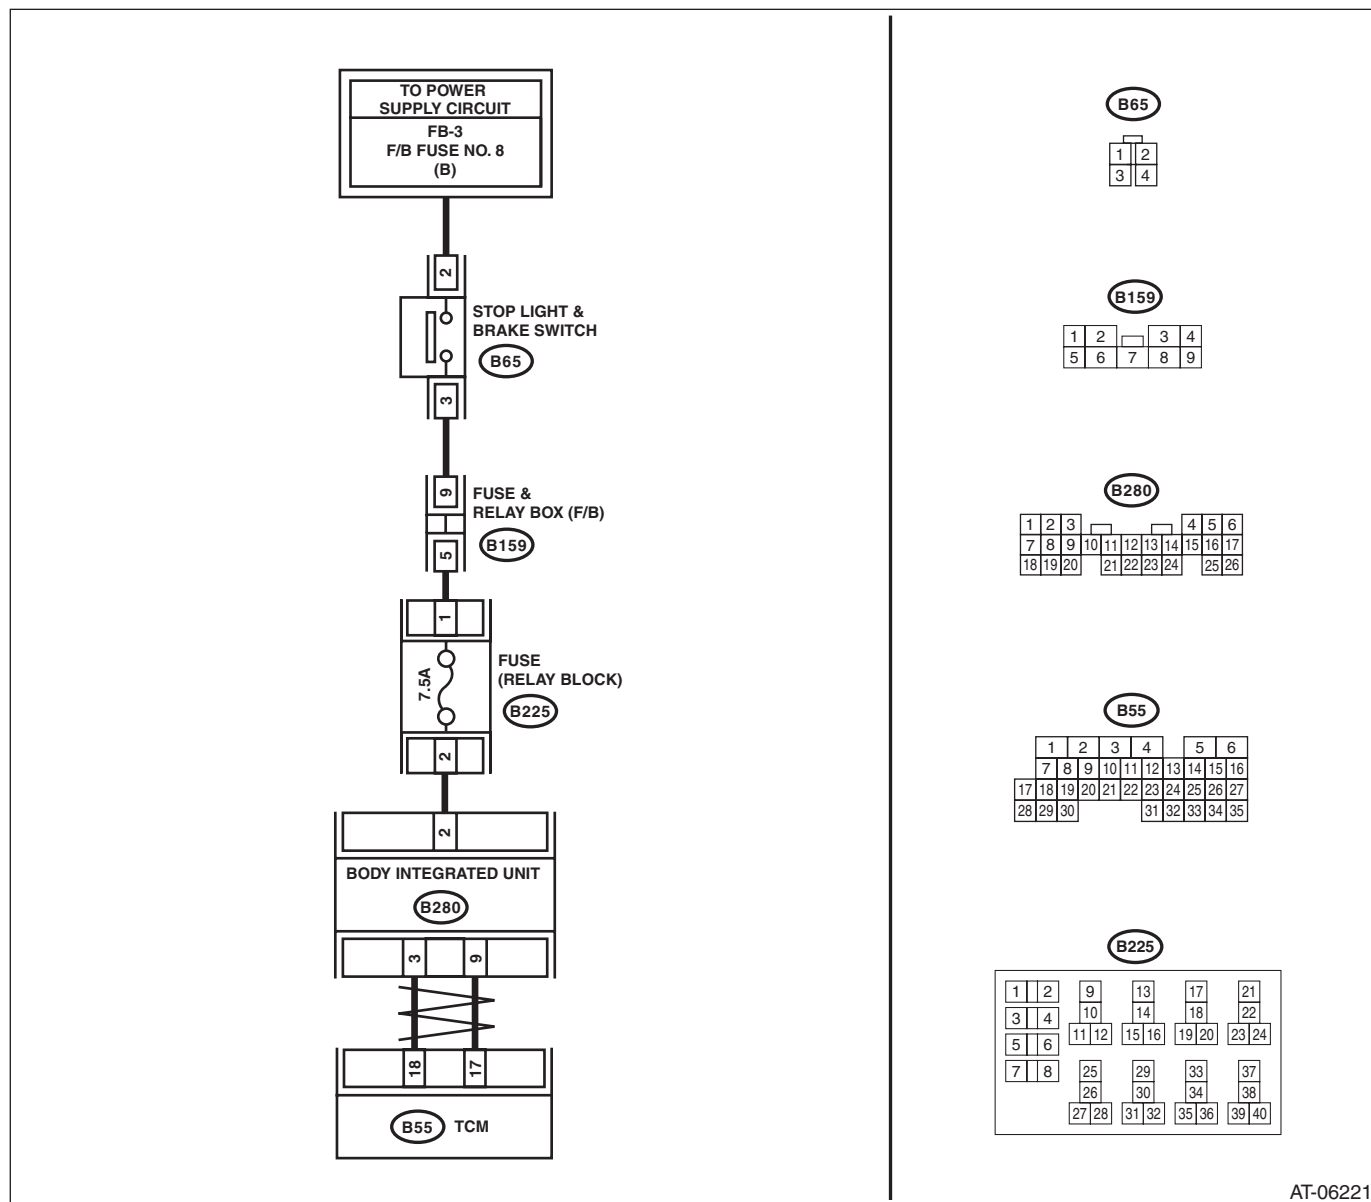 TO POWER
SUPPLY CIRCUIT
FB-3
F/B FUSE NO. 8
(B)
2
STOP LIGHT &
BRAKE SWITCH
B65
3
9
FUSE &
RELAY BOX (F/B)
B159
5
1
7.5A
FUSE
(RELAY BLOCK)
B225
2
2
BODY INTEGRATED UNIT
B280
3 9
18 17
B55 TCM
B65
1 2
3 4
B159
1 2 3 4
5 6 7 8 9
B280
1 2 3 4 5 6
7 8 9 10 11 12 13 14 15 16 17
18 19 20 21 22 23 24 25 26
B55
1 2 3 4 5 6
7 8 9 10 11 12 13 14 15 16
17 18 19 20 21 22 23 24 25 26 27
28 29 30 31 32 33 34 35
B225
1 2 9 13 17 21
3 4 10 14 18 22
5 6 11 12 15 16 19 20 23 24
7 8 25 29 33 37
26 30 34 38
27 28 31 32 35 36 39 40
AT-06221